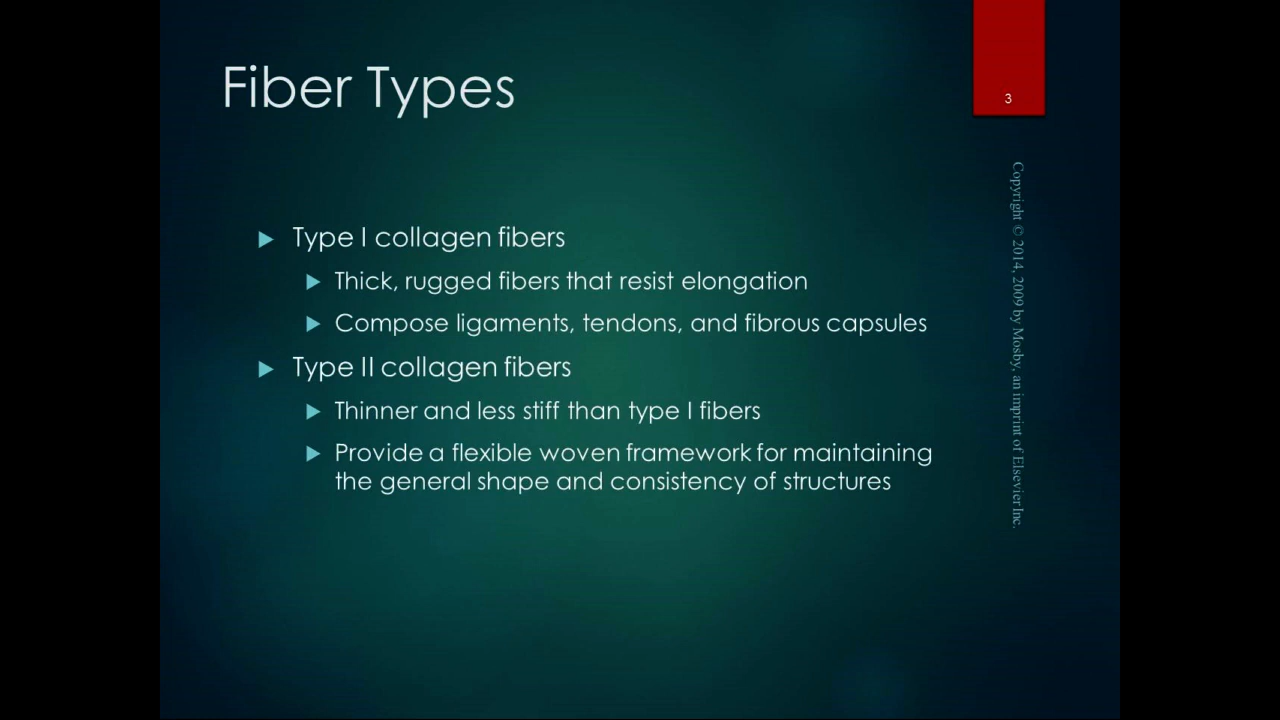 Fiber Types
3
Type I collagen fibers
Thick, rugged fibers that resist elongation
Compose ligaments, tendons, and fibrous capsules
Type II collagen fibers
Thinner and less stiff than type I fibers
Provide a flexible woven framework for maintaining
the general shape and consistency of structures
Copyright © 2014, 2009 by Mosby, an imprint of Elsevier Inc.